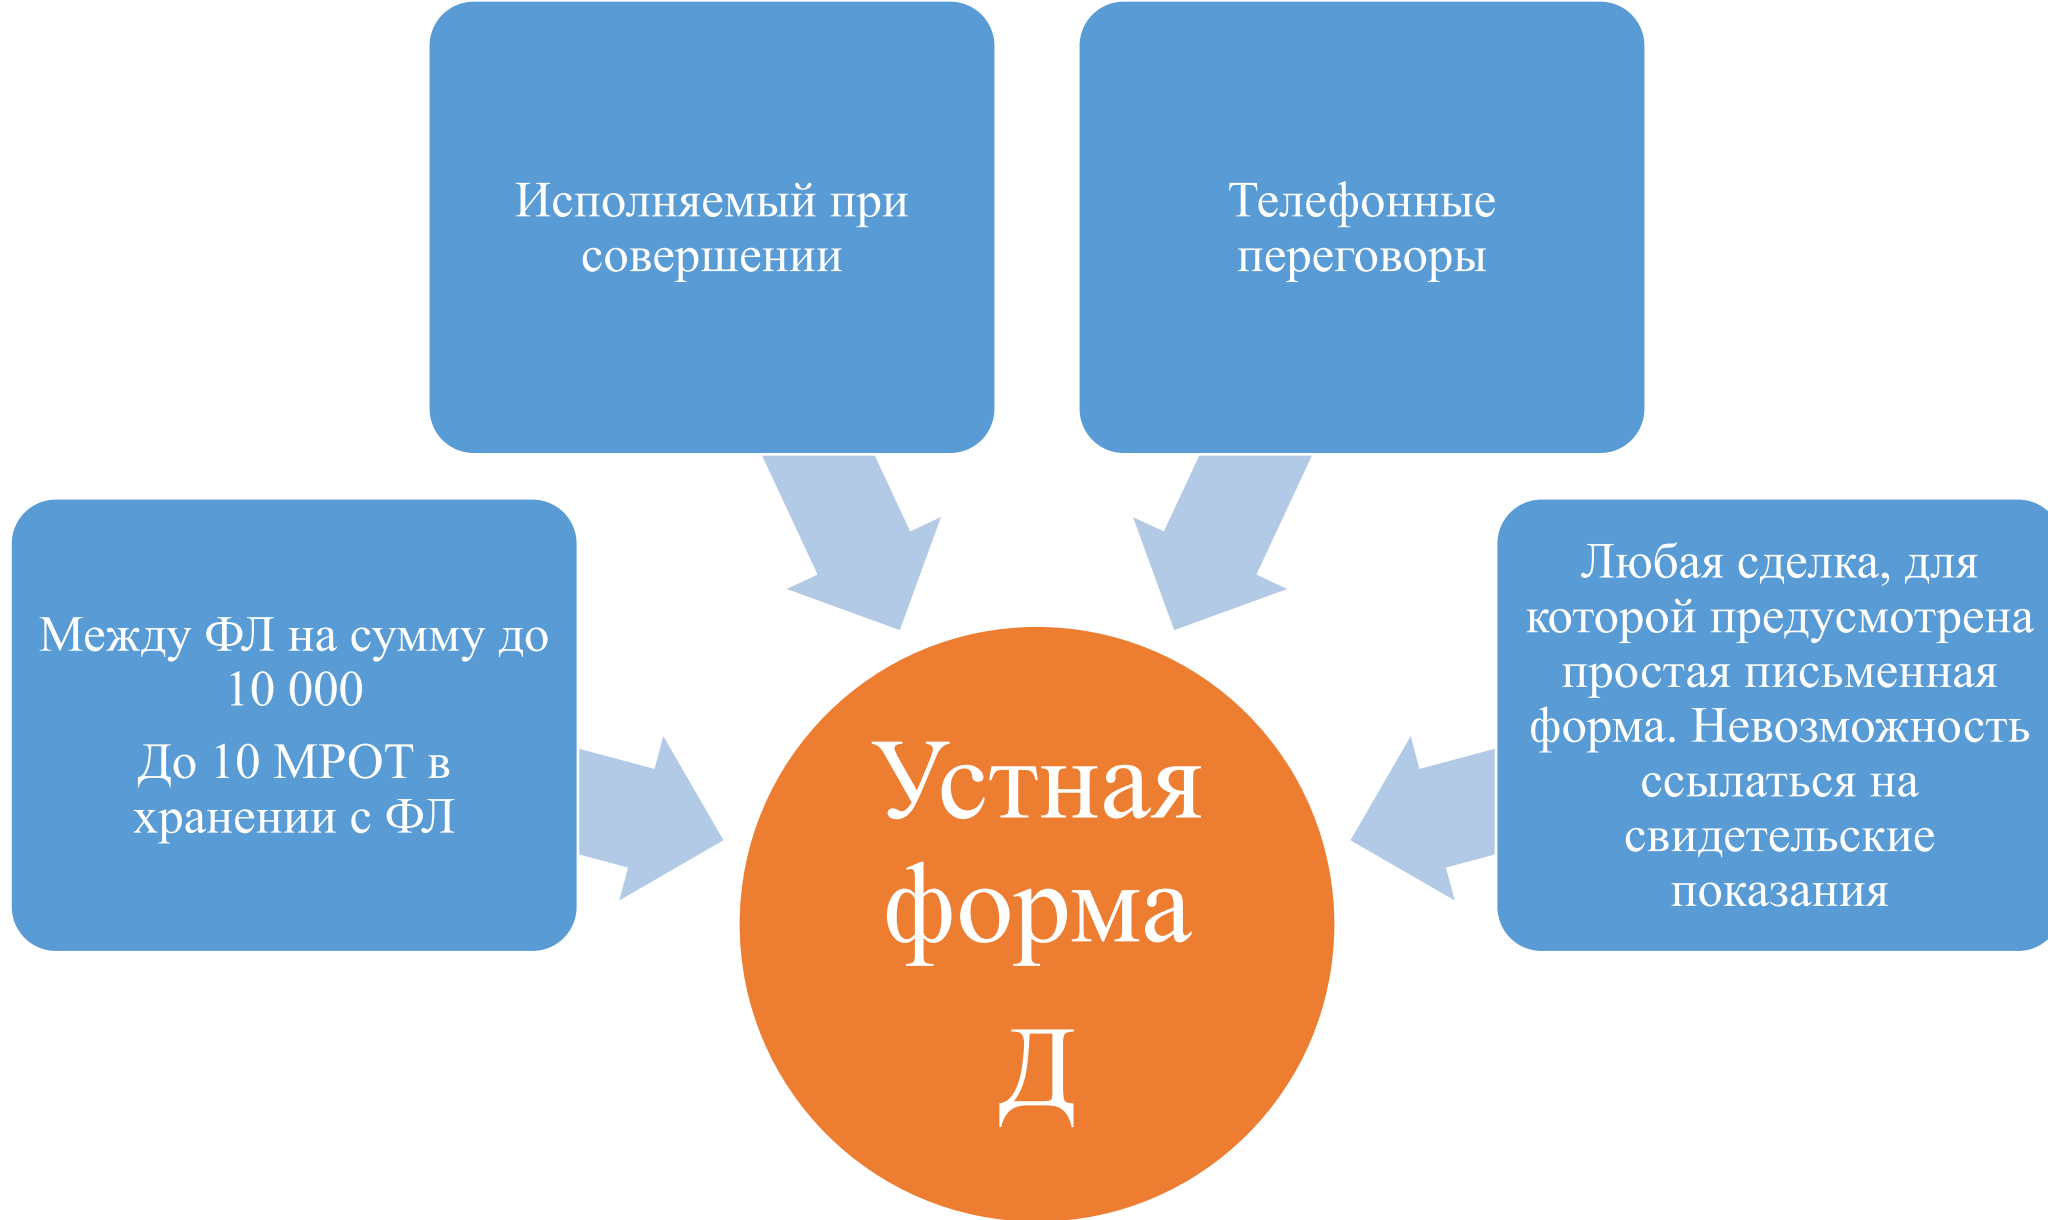 Исполняемый при
совершении
Телефонные
переговоры
Между ФЛ на сумму до
10 000
До 10 МРОТ в
хранении с ФЛ
Любая сделка, для
которой предусмотрена
простая письменная
форма. Невозможность
ссылаться на
свидетельские
показания
Устная
форма
Д